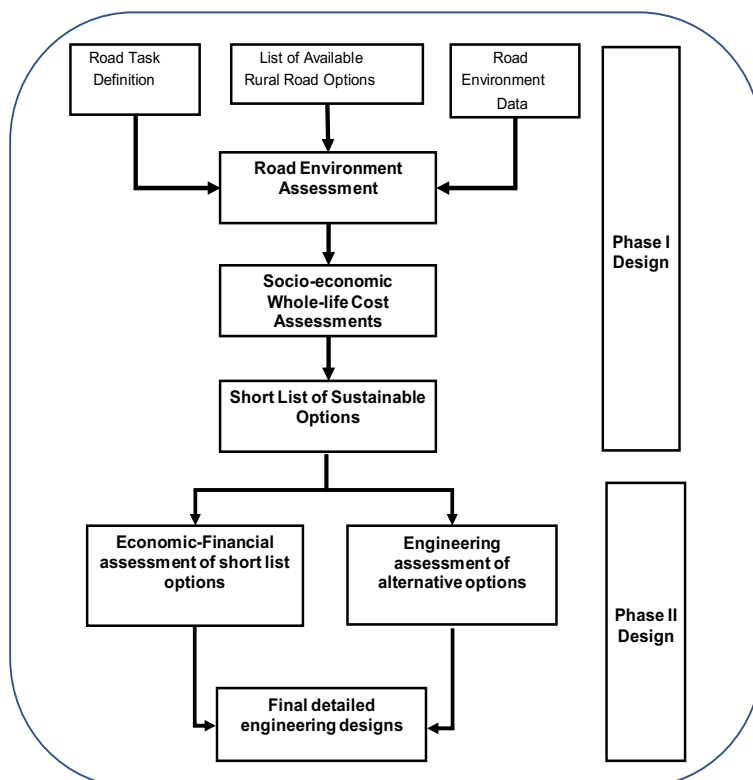 Road Task
Definition
List of Available
Rural Road Options
Road
Environment
Data
Road Environment
Assessment
Socio-economic
Whole-life Cost
Assessments
Short List of Sustainable
Options
Phase I
Design
Economic-Financial
assessment of short list
options
Engineering
assessment of
alternative options
Final detailed
engineering designs
Phase II
Design